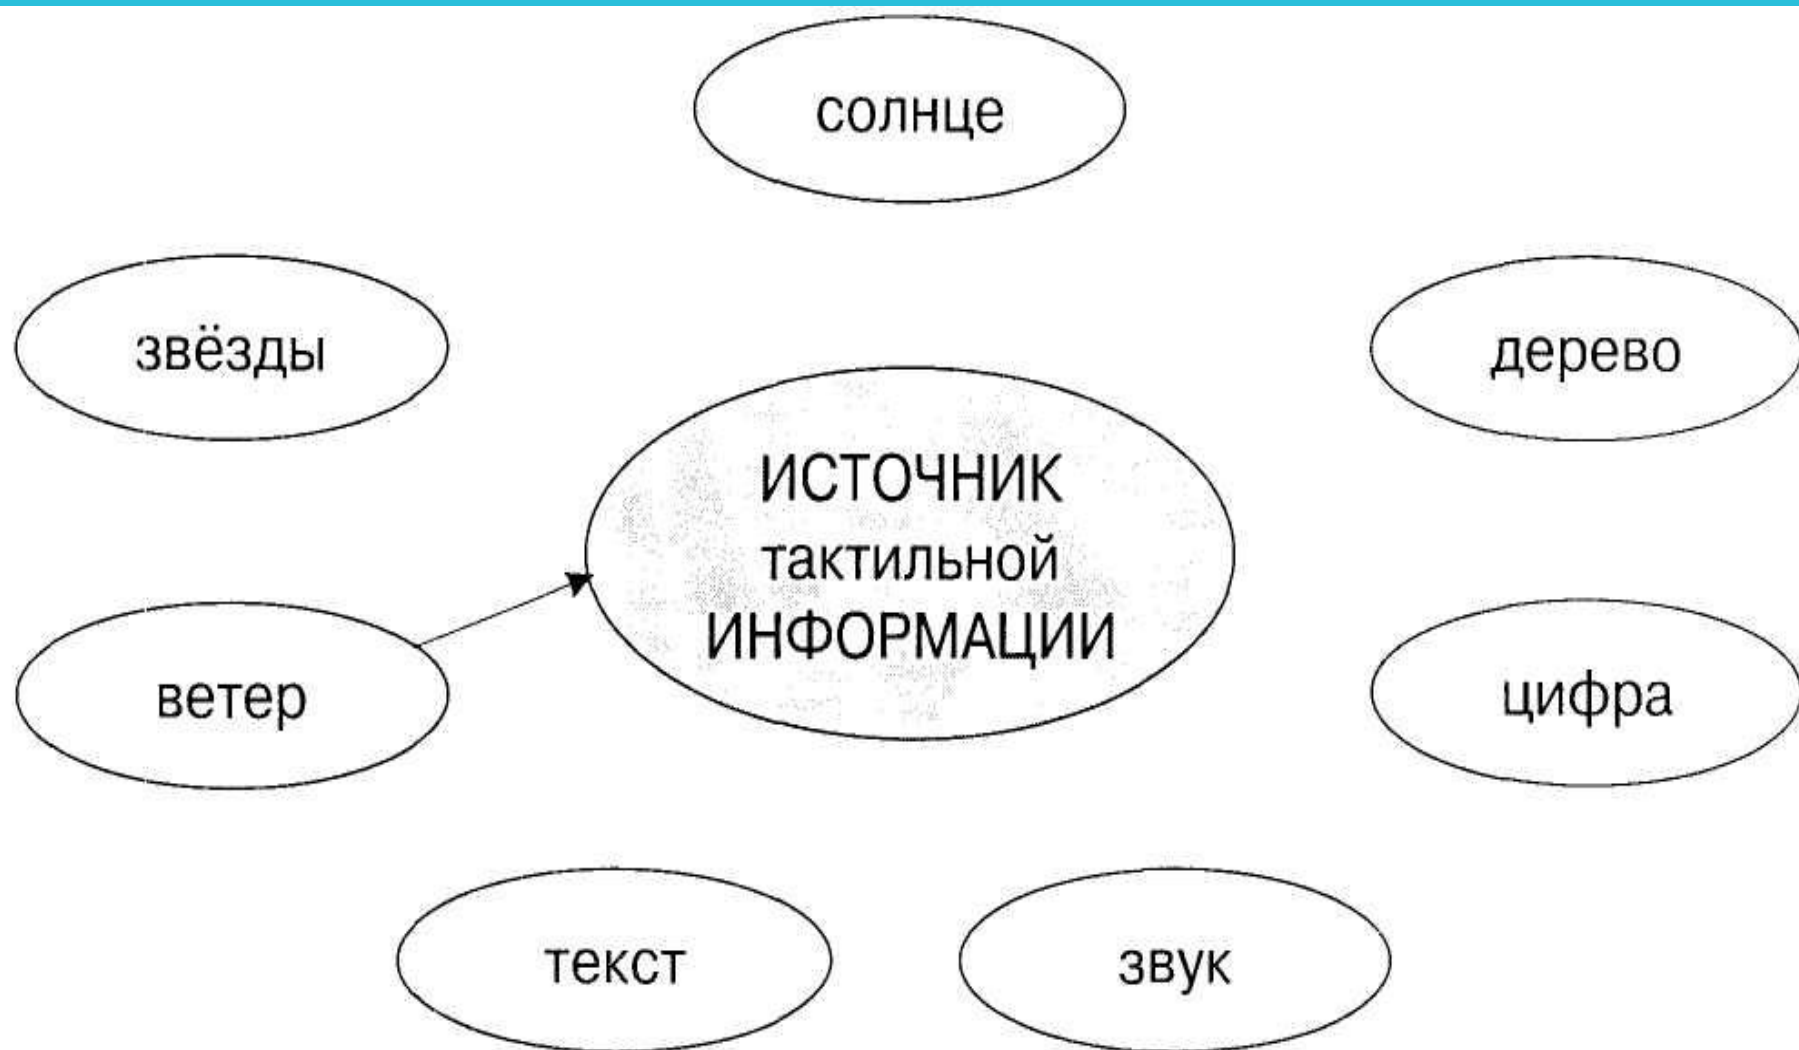 солнце
звёзды
дерево
ИСТОЧНИК
тактильной
ИНФОРМАЦИИ
ветер
цифра
текст
звук